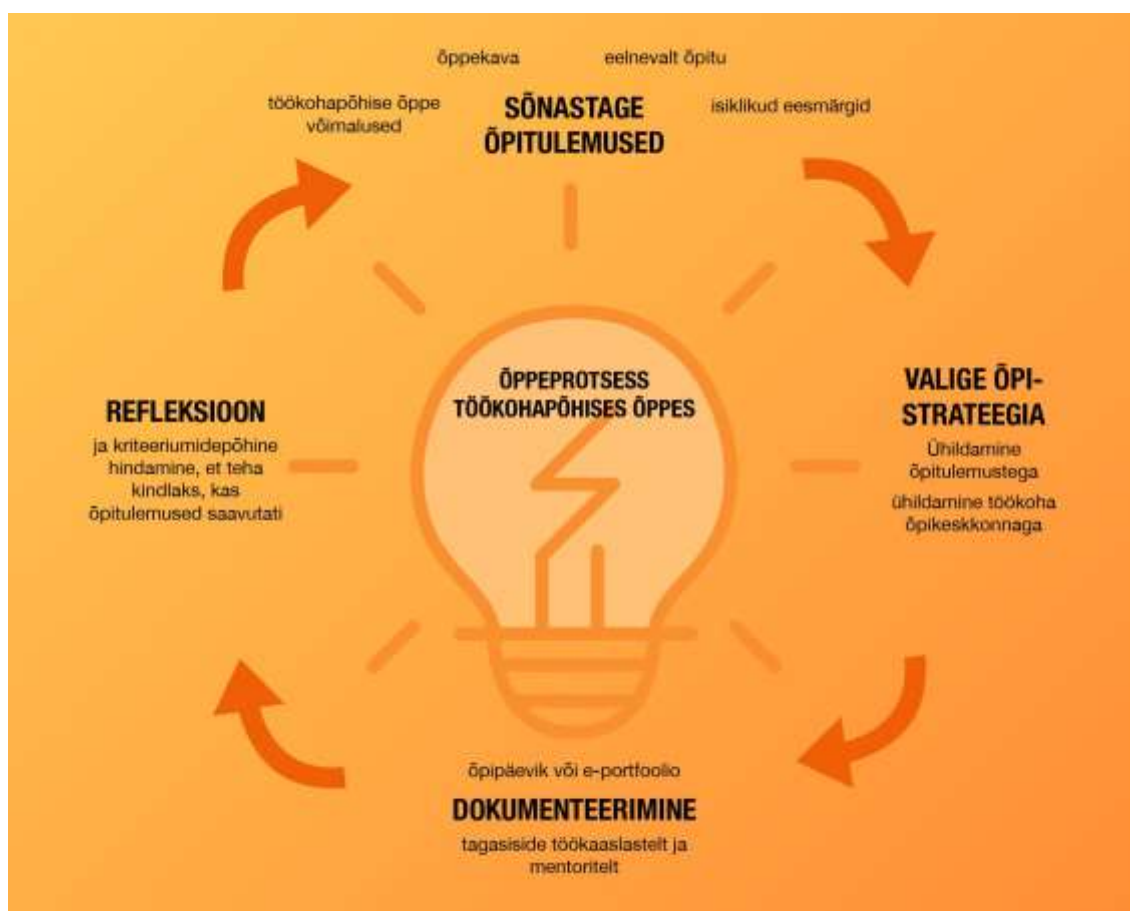 õppekava
eelnevalt õpitu
töökohapõhise õppe
võimalused
SÕNASTAGE
ÕPITULEMUSED
isiklikud eesmärgid
ÕPPEPROTSESS
TÖÖKOHAPÕHISES ÕPPES
VALIGE ÕPI-
STRATEEGIA
Ühildamine
õpitulemustega
ühildamine töökoha
õpikeskkonnaga
õpipäevik või e-portfoolio
DOKUMENTEERIMINE
tagasiside töökaaslastelt ja
mentoritelt
REFLEKSIOON
ja kriteeriumidepõhine
hindamine, et teha
kindlaks, kas
õpitulemused saavutati